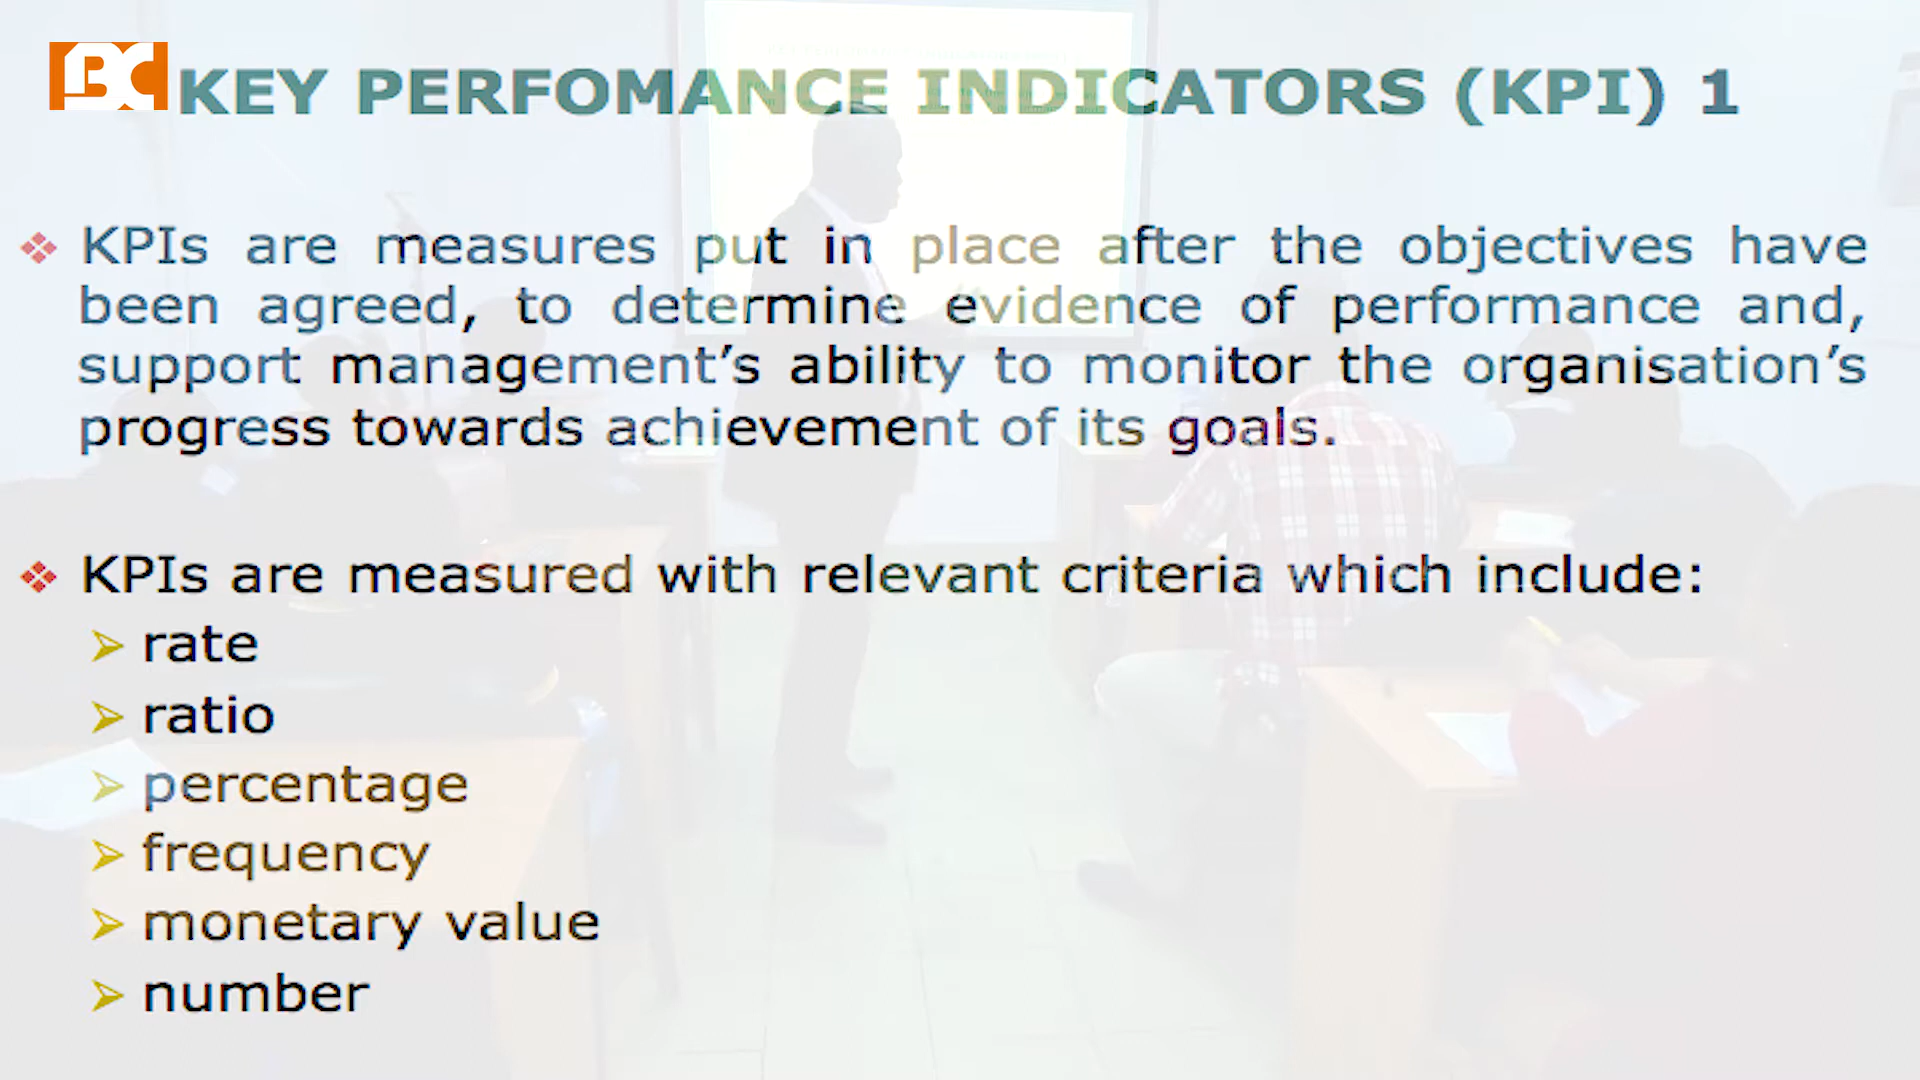 BC
KEY PERFOMANCE INDICATORS (KPI) 1
KPIs are measures put in place after the objectives have
been agreed, to determine evidence of performance and,
support management’s ability to monitor the organisation’s
progress towards achievement of its goals.
KPIs are measured with relevant criteria which include:
rate
ratio
percentage
frequency
monetary value
number